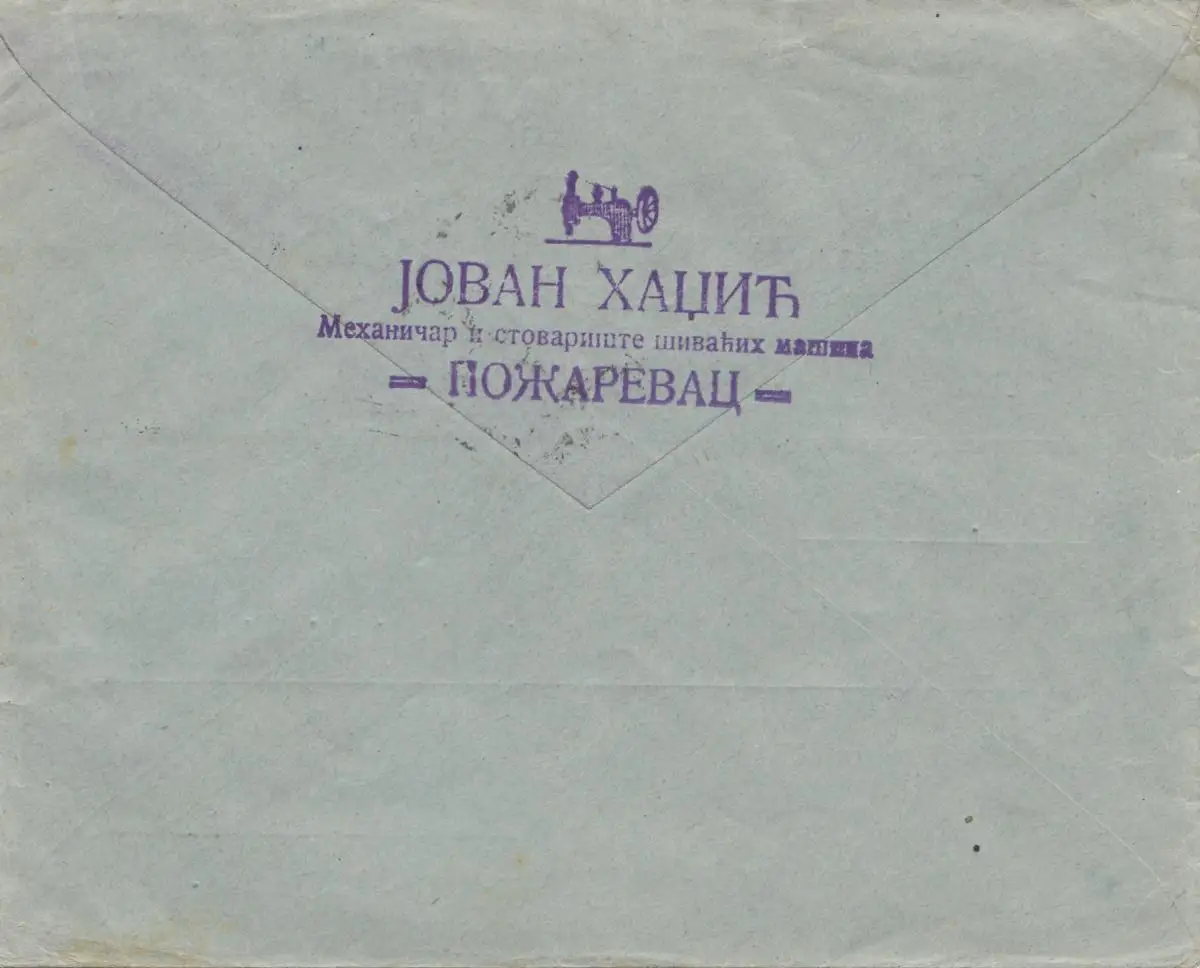 ЈОВАН ХАЏИЋ
Механичар и стовариште шиваћих машина
ПОЖАРЕВАЦ